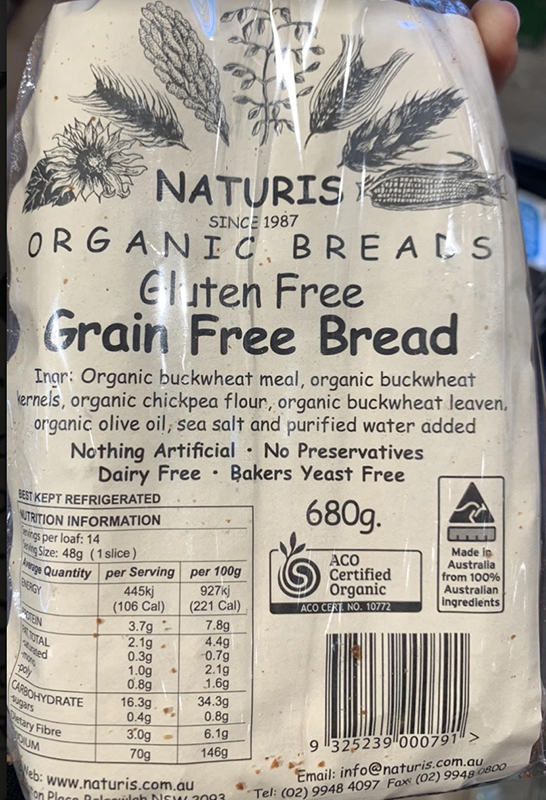 NATURIS
SINCE 1987
ORGANIC BREADS
Gluten Free
Grain Free Bread
Ingr: Organic buckwheat meal, organic buckwheat
kernels, organic chickpea flour, organic buckwheat leaven,
organic olive oil, sea salt and purified water added
Nothing Artificial • No Preservatives
Dairy Free • Bakers Yeast Free
BEST KEPT REFRIGERATED
NUTRITION INFORMATION
per loaf: 14
Size: 48g (1 slice)
Quantity per Serving per 100g
ENERGY 445kj 927kj
(106 Cal) (221 Cal)
3.7g 7.8g
TOTAL 2.1g 4.4g
0.3g 0.7g
1.0g 2.1g
poly 0.8g 1.6g
CARBOHYDRATE 16.3g 34.3g
sugars 0.4g 0.8g
Fibre 3.0g 6.1g
70g 146g
680g.
ACO
Certified
Organic
ACO CERT. NO. 10772
Made in
Australia
from 100%
Australian
Ingredients
9 325239 000791 >
Web: www.naturis.com.au
Email: info@naturis.com.au
Place NSW 2093
Tel: (02) 9948 4097 Fax: (02) 9948 0800